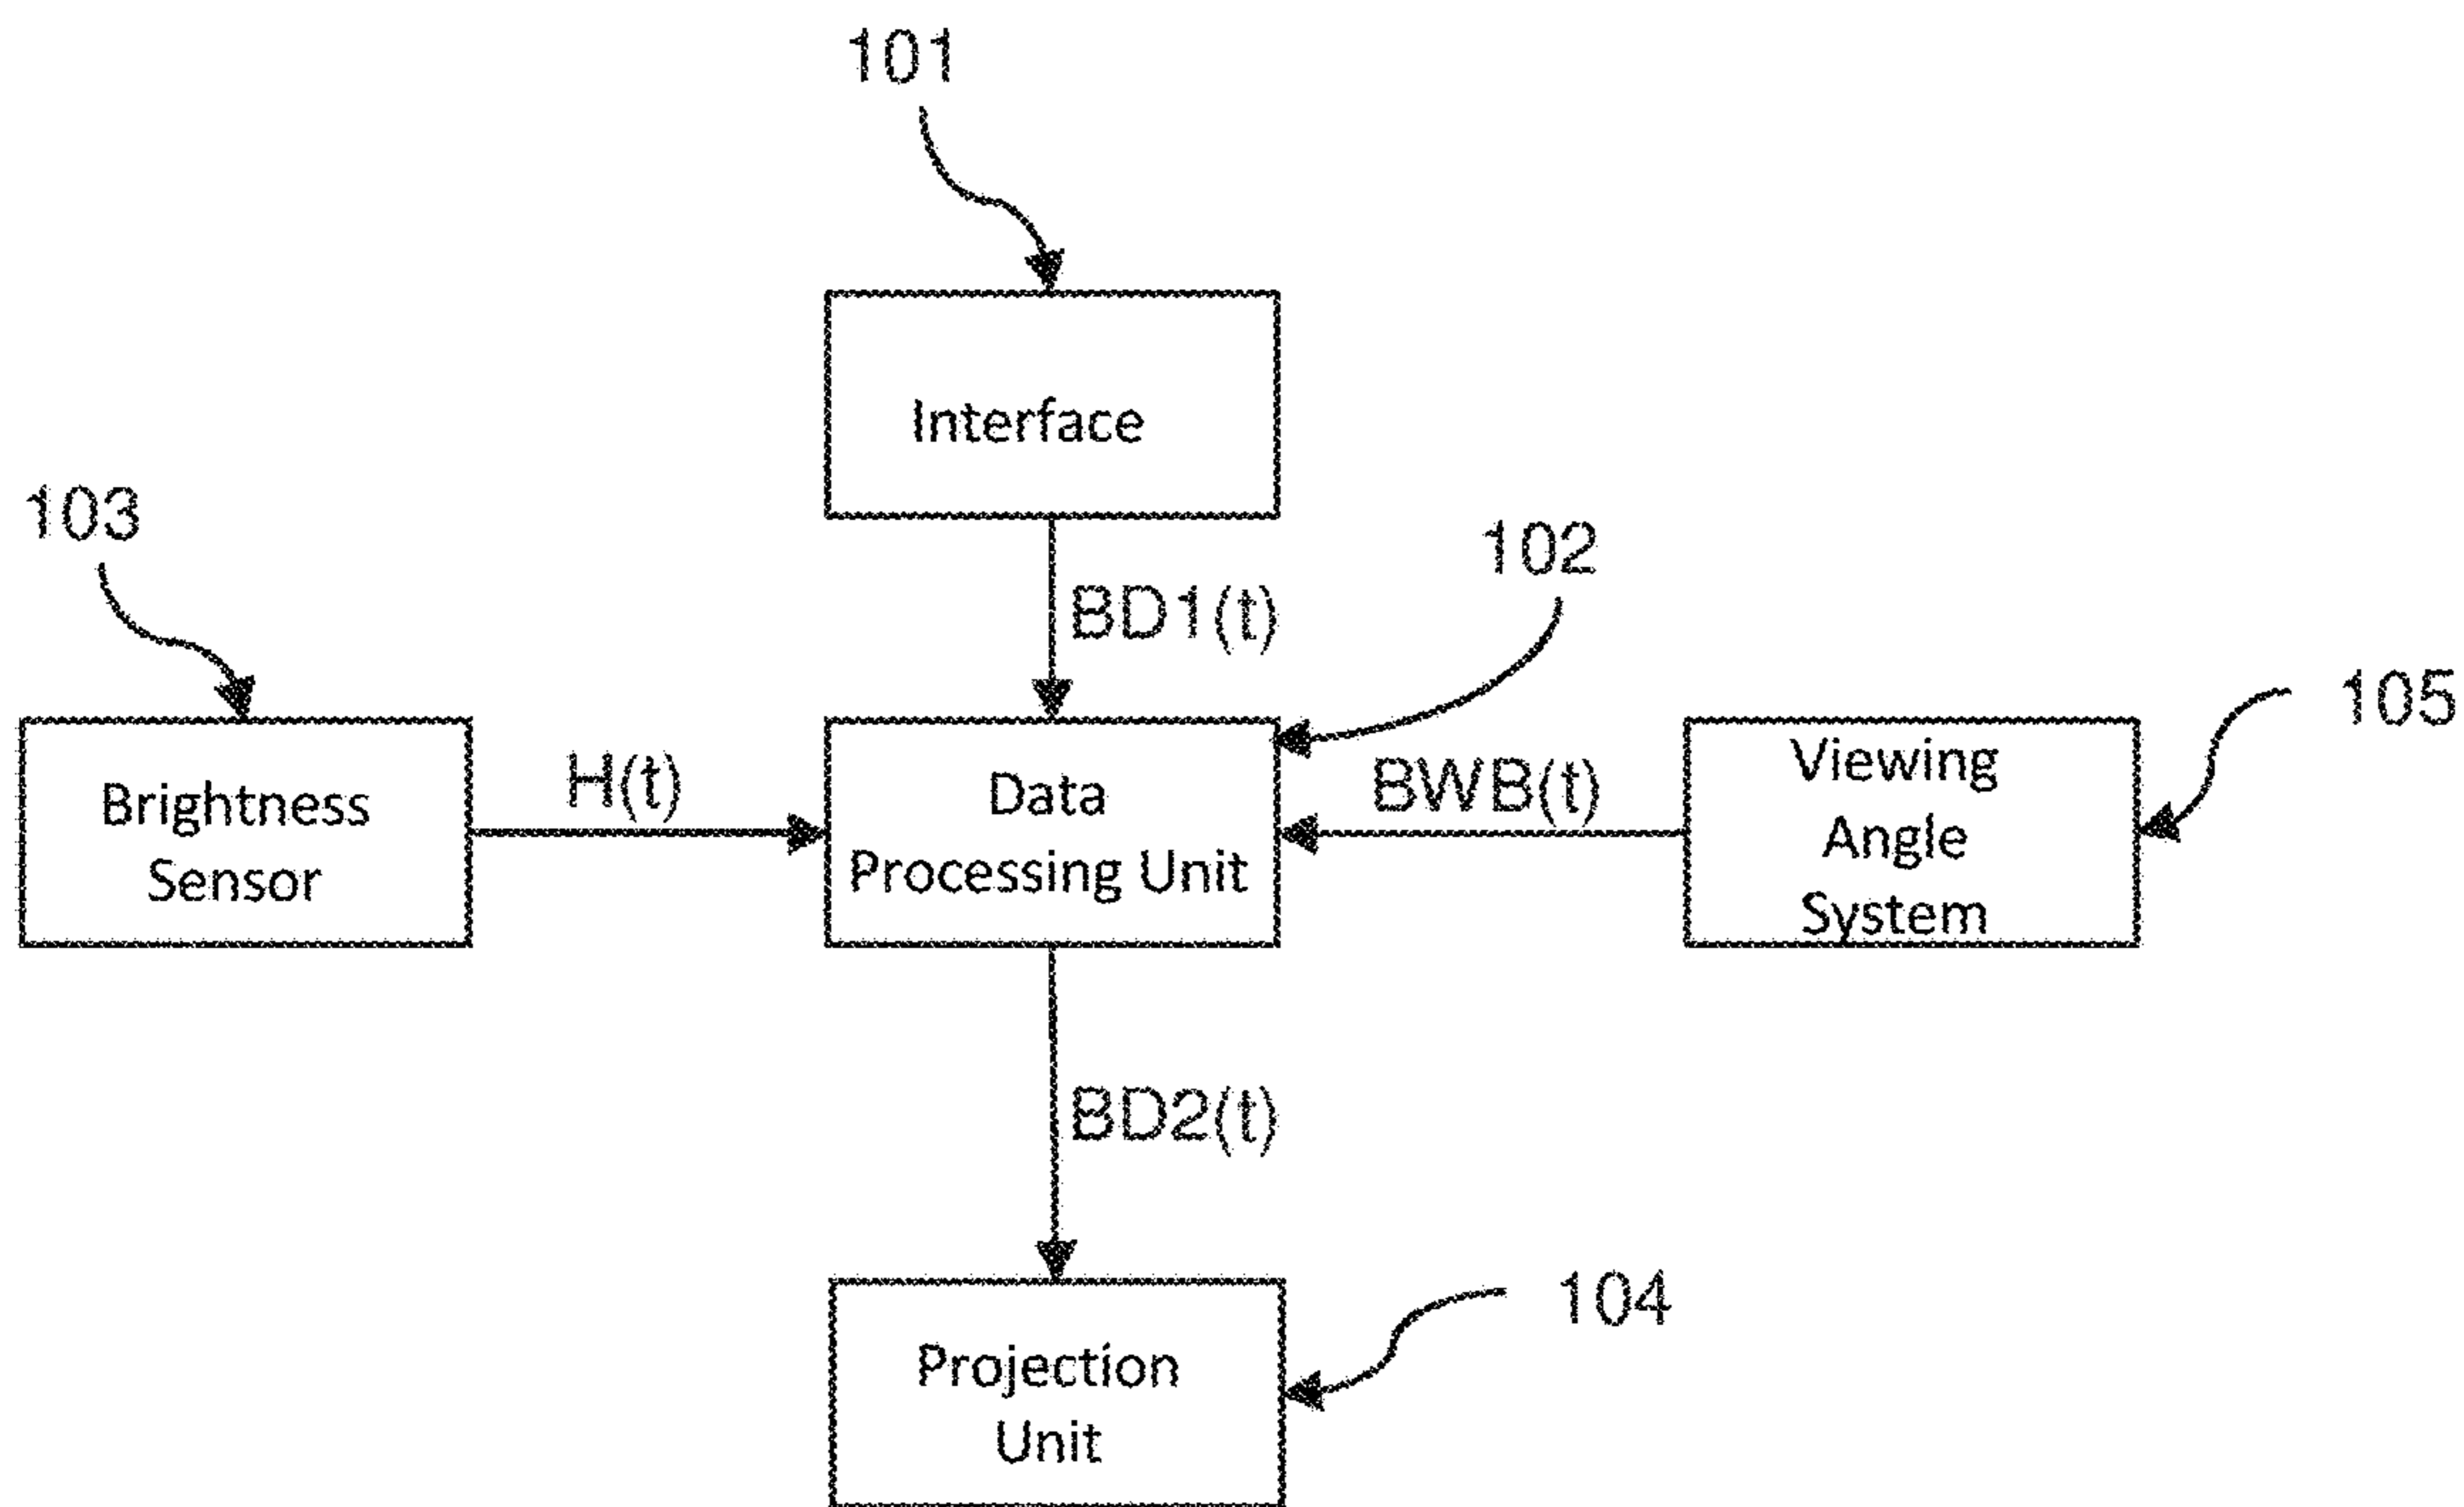 101
Interface
103
102
BD1(t)
105
Brightness
Sensor
H(t)
Data
Processing Unit
BWB(t)
Viewing
Angle
System
BD2(t)
104
Projection
Unit